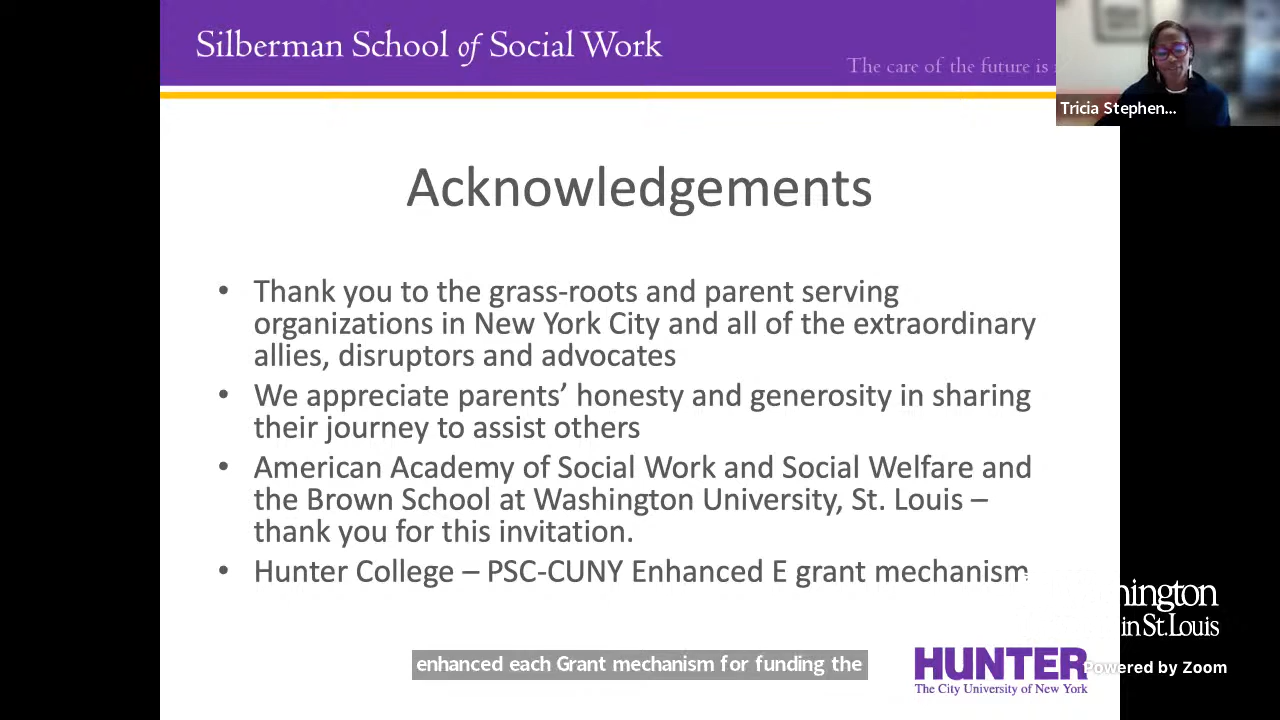 Silberman School of Social Work
The care of the future is
Tricia Stephen...
Acknowledgements
• Thank you to the grass-roots and parent serving
organizations in New York City and all of the extraordinary
allies, disruptors and advocates
• We appreciate parents’ honesty and generosity in sharing
their journey to assist others
• American Academy of Social Work and Social Welfare and
the Brown School at Washington University, St. Louis –
thank you for this invitation.
• Hunter College – PSC-CUNY Enhanced E grant mechanism
hington
in St. Louis
enhanced each Grant mechanism for funding the
HUNTER
The City University of New York
Powered by Zoom